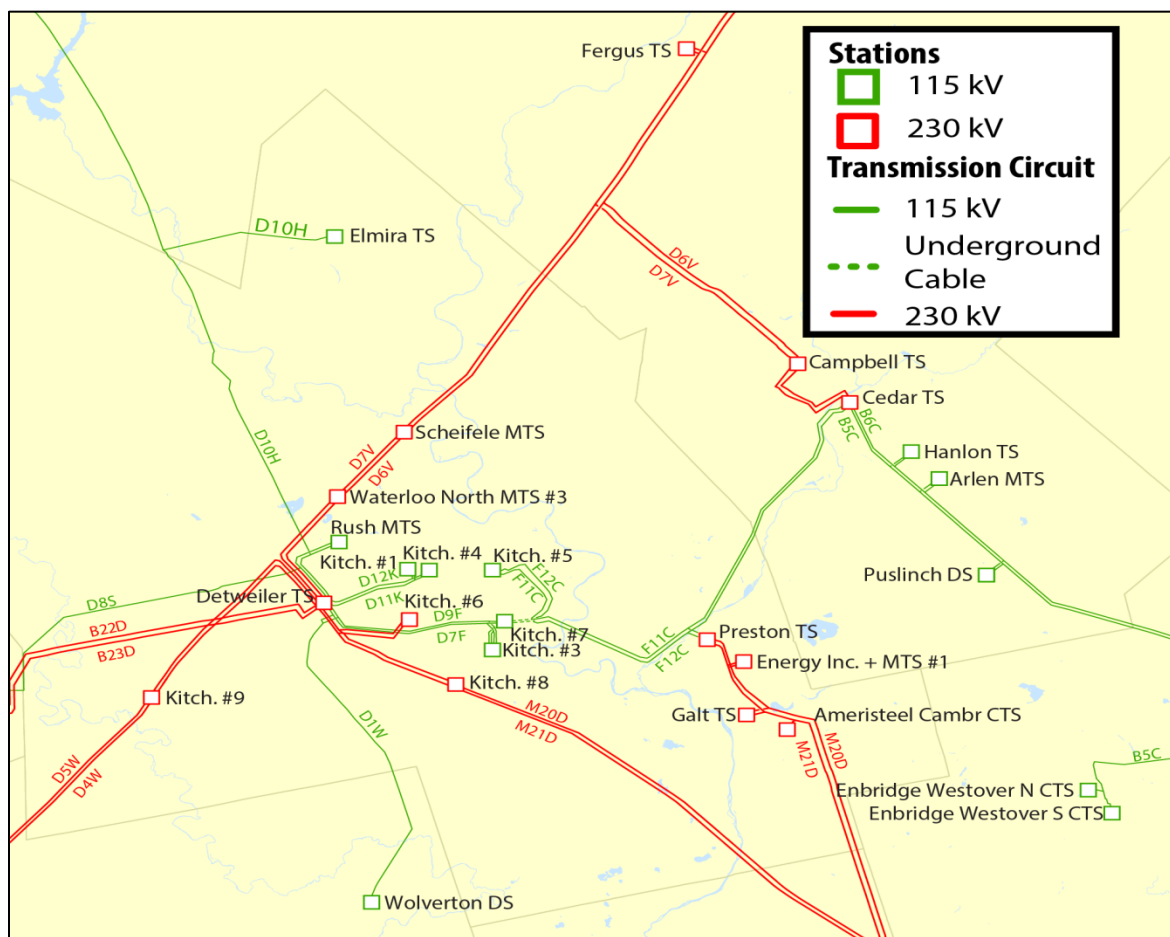 Fergus TS
Stations
115 kV
230 kV
Transmission Circuit
115 kV
Underground
Cable
230 kV
D10H
Elmira TS
D6V
D7V
Campbell TS
Cedar TS
B6C
B5C
D10H
Scheifele MTS
D7V
D6V
Hanlon TS
Arlen MTS
Waterloo North MTS #3
Rush MTS
Kitch. #1
Kitch. #4
Kitch. #5
D12K
D11K
F12C
F11C
Puslinch DS
D8S
Detweiler TS
Kitch. #6
D9F
D7F
Kitch. #7
Kitch. #3
B22D
B23D
F11C
F12C
Preston TS
Energy Inc. + MTS #1
Kitch. #9
Kitch. #8
M20D
M21D
Galt TS
Ameristel Cambr CTS
M20D
M21D
D1W
D5W
D4W
B5C
Enbridge Westover N CTS
Enbridge Westover S CTS
Wolverton DS